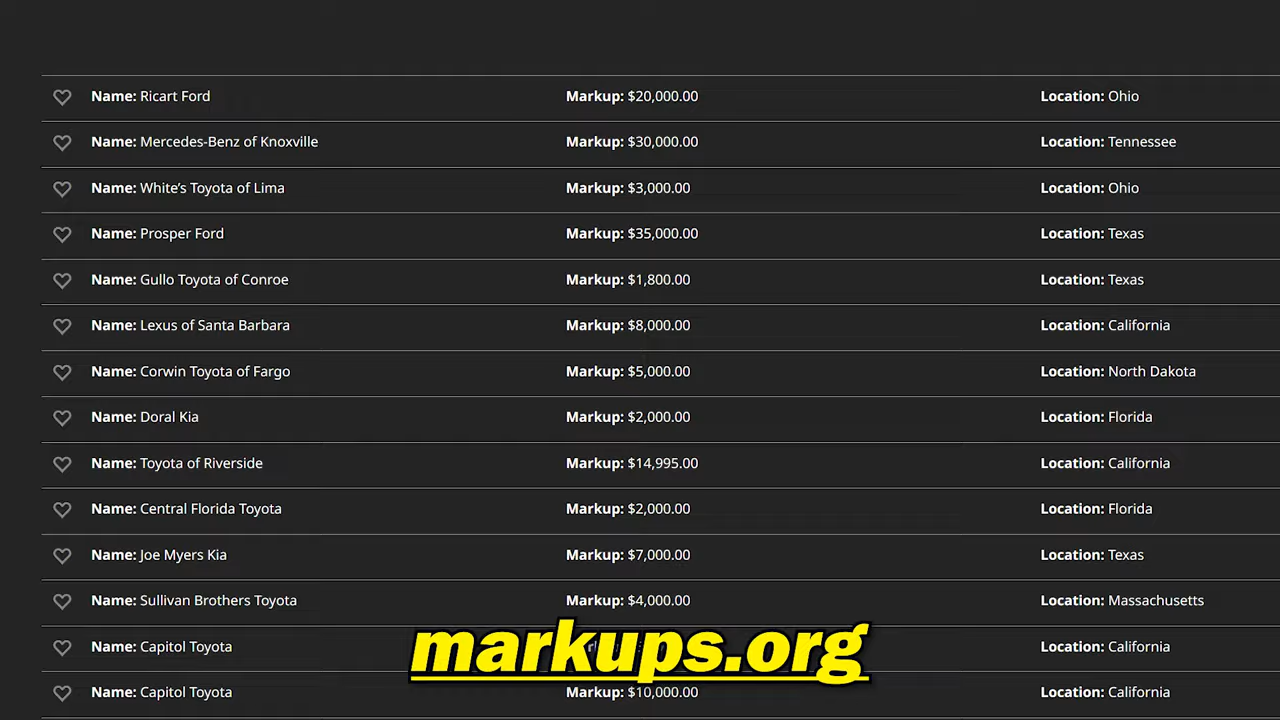 Name: Ricart Ford Markup: $20,000.00 Location: Ohio
Name: Mercedes-Benz of Knoxville Markup: $30,000.00 Location: Tennessee
Name: White’s Toyota of Lima Markup: $3,000.00 Location: Ohio
Name: Prosper Ford Markup: $35,000.00 Location: Texas
Name: Gullo Toyota of Conroe Markup: $1,800.00 Location: Texas
Name: Lexus of Santa Barbara Markup: $8,000.00 Location: California
Name: Corwin Toyota of Fargo Markup: $5,000.00 Location: North Dakota
Name: Doral Kia Markup: $2,000.00 Location: Florida
Name: Toyota of Riverside Markup: $14,995.00 Location: California
Name: Central Florida Toyota Markup: $2,000.00 Location: Florida
Name: Joe Myers Kia Markup: $7,000.00 Location: Texas
Name: Sullivan Brothers Toyota Markup: $4,000.00 Location: Massachusetts
Name: Capitol Toyota Location: California
markups.org
Name: Capitol Toyota Markup: $10,000.00 Location: California